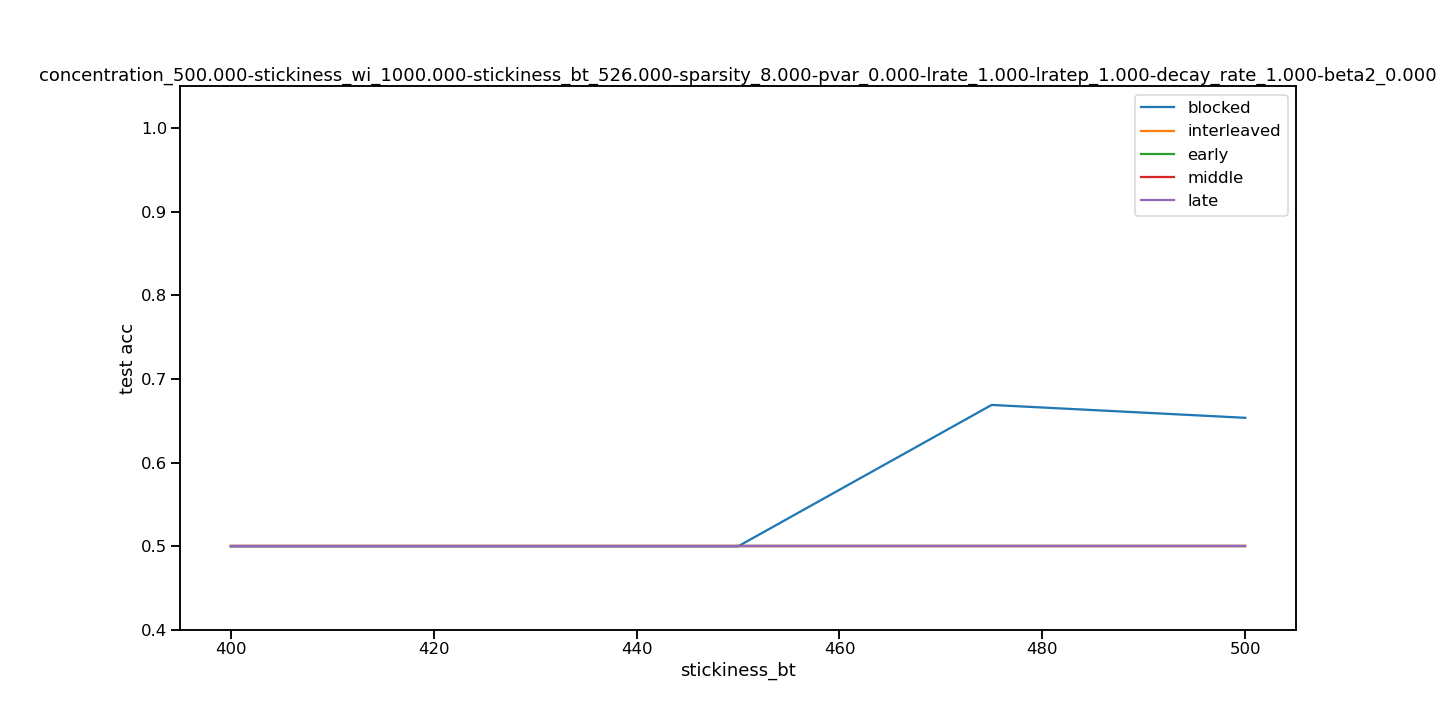 concentration_500.000-stickiness_wi_1000.000-stickiness_bt_526.000-sparsity_8.000-pvar_0.000-lrate_1.000-lratep_1.000-decay_rate_1.000-beta2_0.000
blocked
interleaved
early
middle
late
1.0
0.9
0.8
0.7
0.6
0.5
0.4
test acc
400 420 440 460 480 500
stickiness_bt